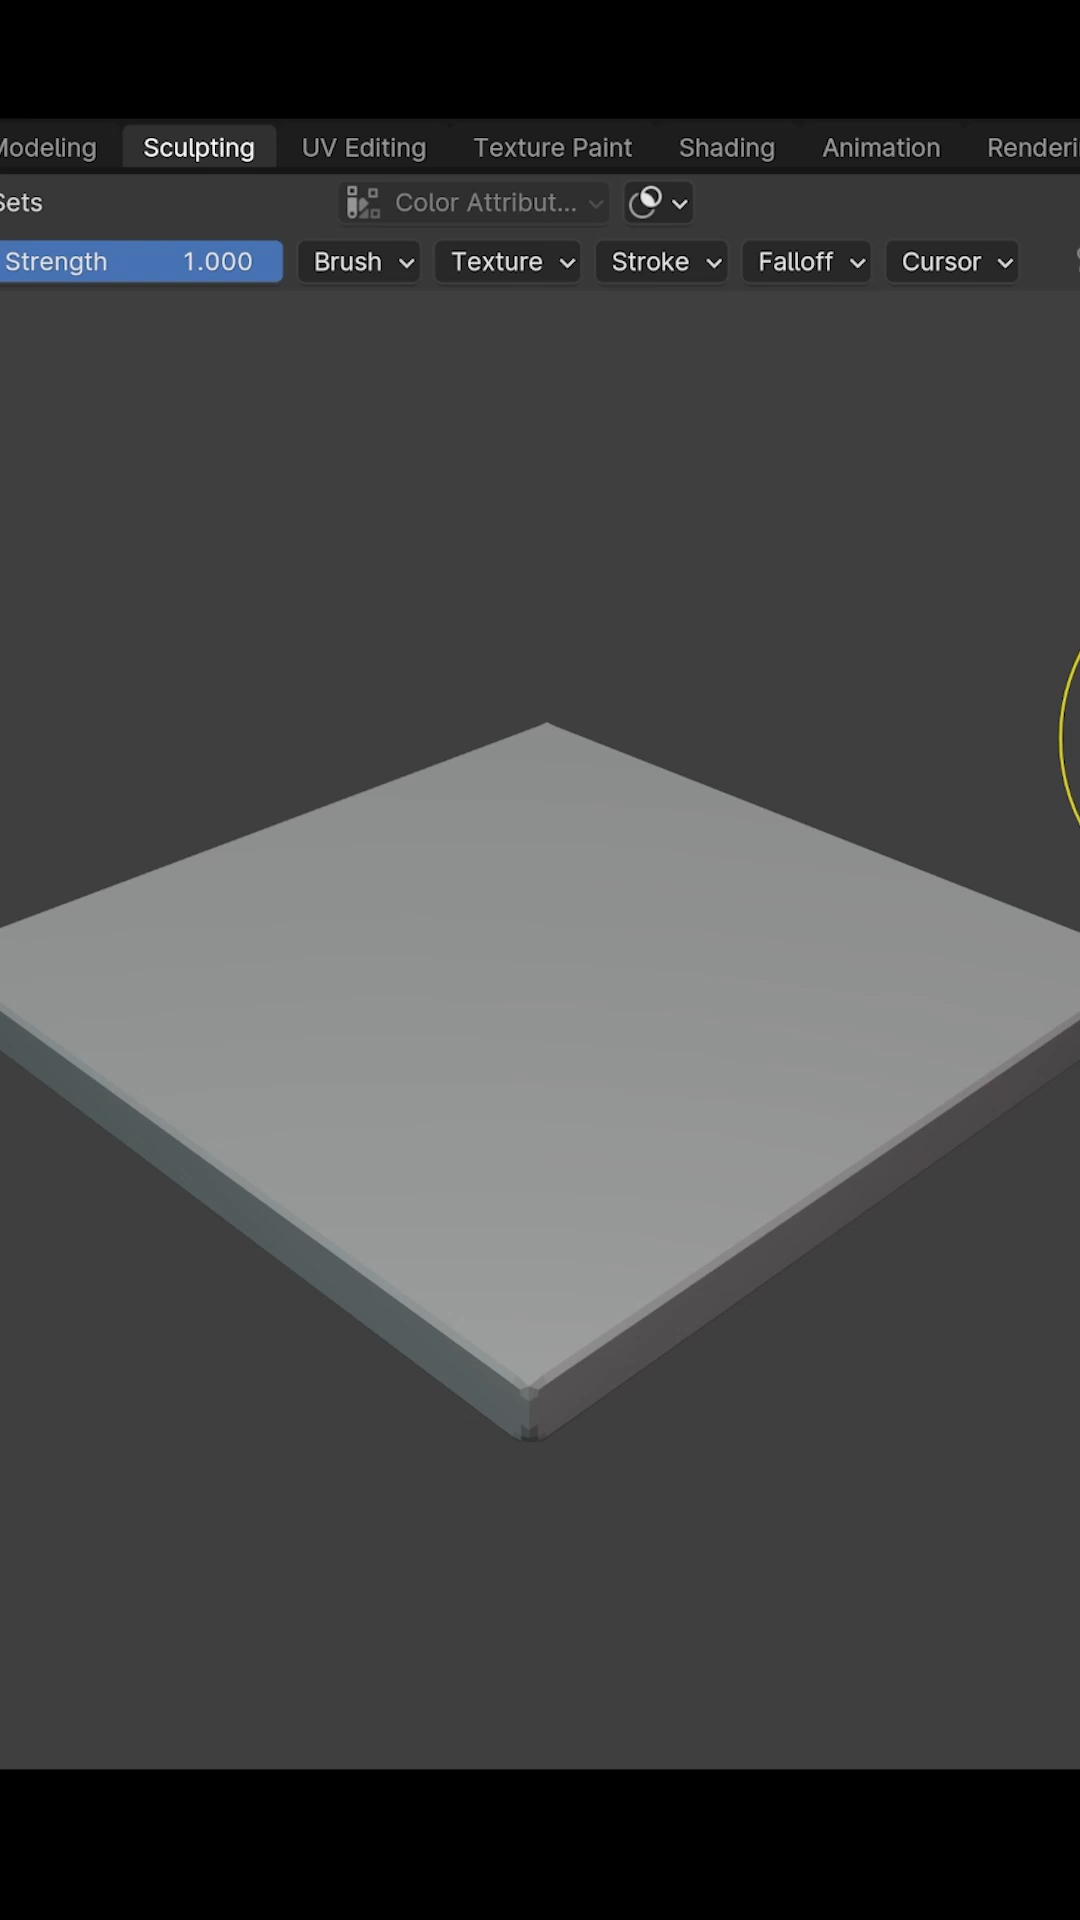 Modeling Sculpting UV Editing Texture Paint Shading Animation Renderi
Sets Color Attribut...
Strength 1.000 Brush Texture Stroke Falloff Cursor